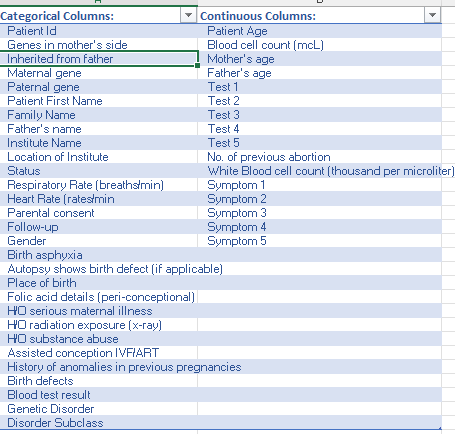 Categorical Columns: Continuous Columns:
Patient Id Patient Age
Genes in mother's side Blood cell count (mcL)
Inherited from father Mother's age
Maternal gene Father's age
Paternal gene Test 1
Patient First Name Test 2
Family Name Test 3
Father's name Test 4
Institute Name Test 5
Location of Institute No. of previous abortion
Status White Blood cell count (thousand per microliter)
Respiratory Rate (breaths/min) Symptom 1
Heart Rate (rates/min Symptom 2
Parental consent Symptom 3
Follow-up Symptom 4
Gender Symptom 5
Birth asphyxia
Autopsy shows birth defect (if applicable)
Place of birth
Folic acid details (peri-conceptional)
H/O serious maternal illness
H/O radiation exposure (x-ray)
H/O substance abuse
Assisted conception IVF/ART
History of anomalies in previous pregnancies
Birth defects
Blood test result
Genetic Disorder
Disorder Subclass